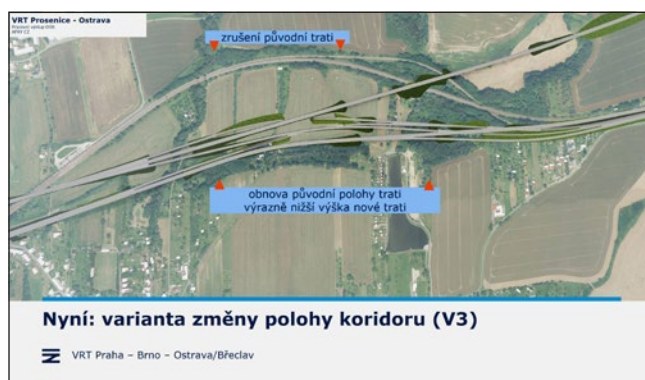 VRT Prosenice - Ostrava
zrušení původní trati
obnova původní polohy trati
výrazně nižší výška nové trati
Nyní: varianta změny polohy koridoru (V3)
VRT Praha – Brno – Ostrava/Břeclav